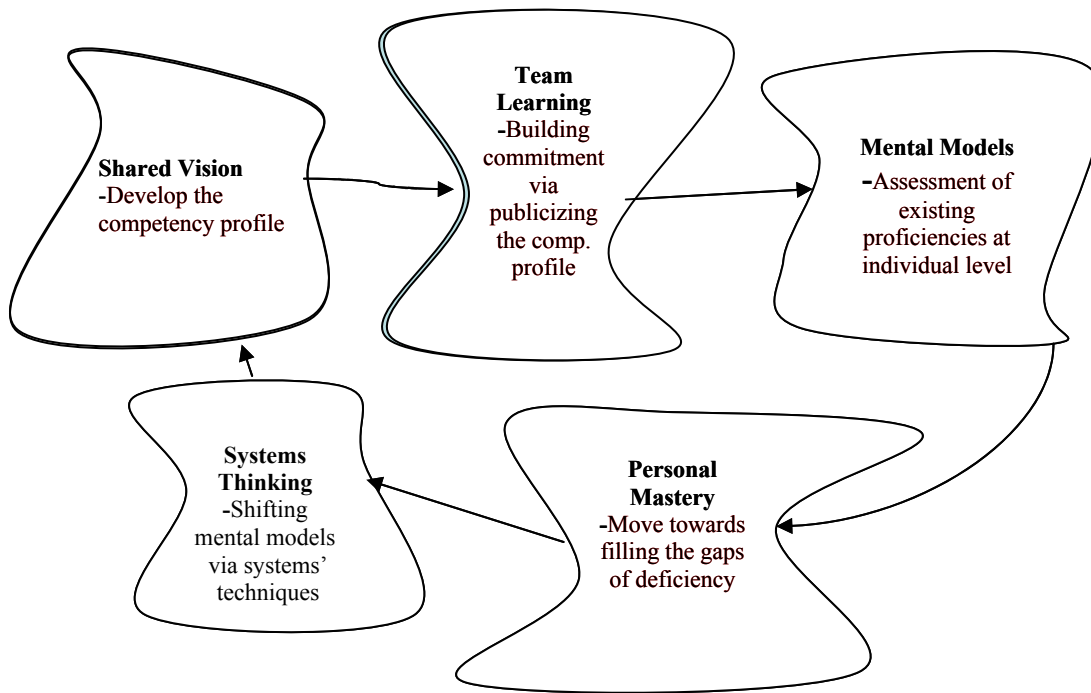 Shared Vision
-Develop the
competency profile
Team
Learning
-Building
commitment
via
publicizing
the comp.
profile
Mental Models
-Assessment of
existing
proficiencies at
individual level
Personal
Mastery
-Move towards
filling the gaps
of deficiency
Systems
Thinking
-Shifting
mental models
via systems’
techniques